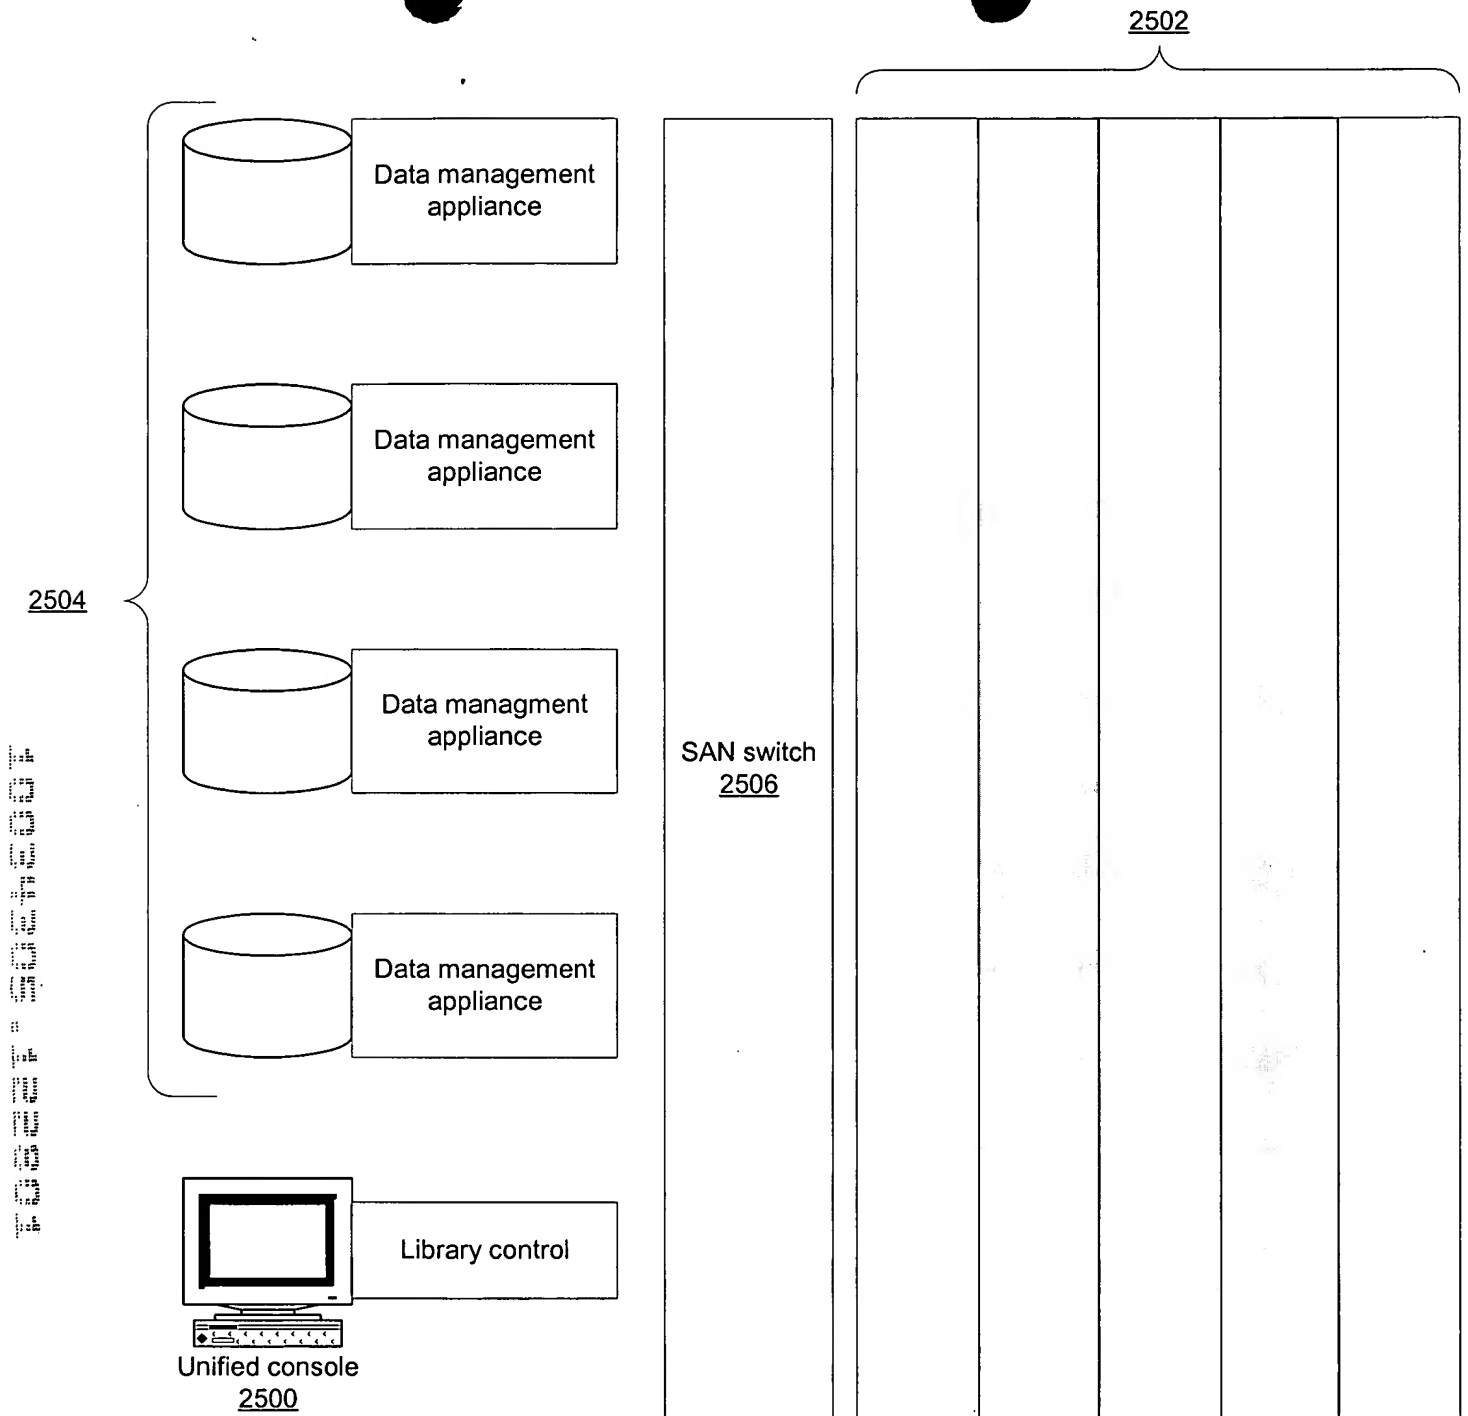 2502
Data management
appliance
Data management
appliance
2504
Data managment
appliance
SAN switch
2506
Data management
appliance
Library control
Unified console
2500